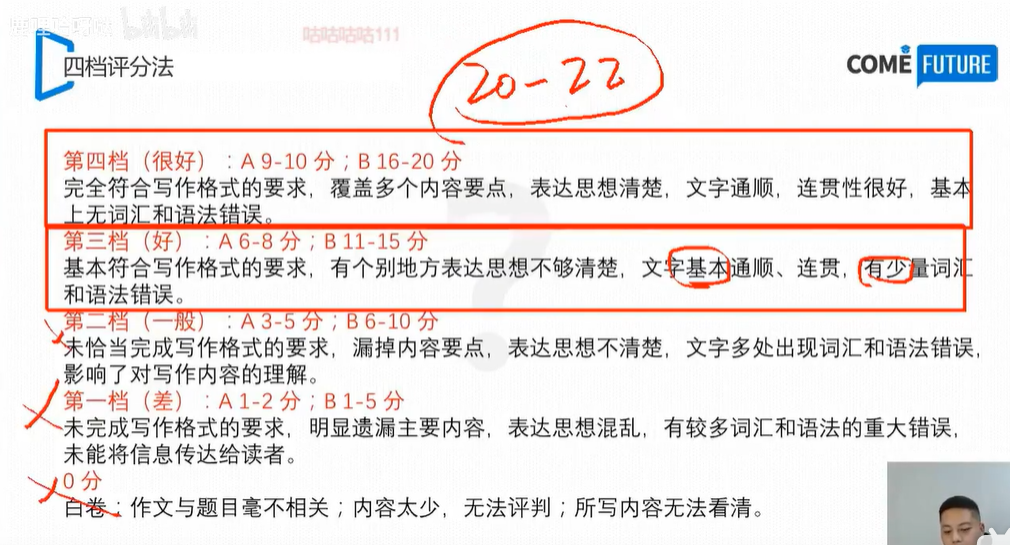 咕咕咕咕111
四档评分法
20-22
COME FUTURE
第四档（很好）：A 9-10 分；B 16-20 分
完全符合写作格式的要求，覆盖多个内容要点，表达思想清楚，文字通顺，连贯性很好，基本
上无词汇和语法错误。
第三档（好）：A 6-8 分；B 11-15 分
基本符合写作格式的要求，有个别地方表达思想不够清楚，文字基本通顺、连贯，有少量词汇
和语法错误。
第二档（一般）：A 3-5 分；B 6-10 分
未恰当完成写作格式的要求，漏掉内容要点，表达思想不清楚，文字多处出现词汇和语法错误，
影响了对写作内容的理解。
第一档（差）：A 1-2 分；B 1-5 分
未完成写作格式的要求，明显遗漏主要内容，表达思想混乱，有较多词汇和语法的重大错误，
未能将信息传达给读者。
0 分
白卷；作文与题目毫不相关；内容太少，无法评判；所写内容无法看清。